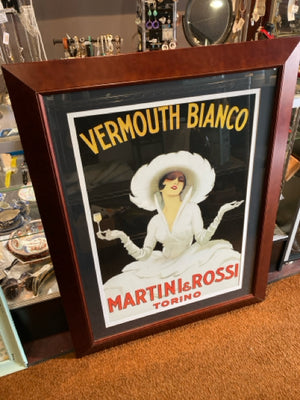 VERMOUTH BIANCO
MARTINI & ROSSI
TORINO